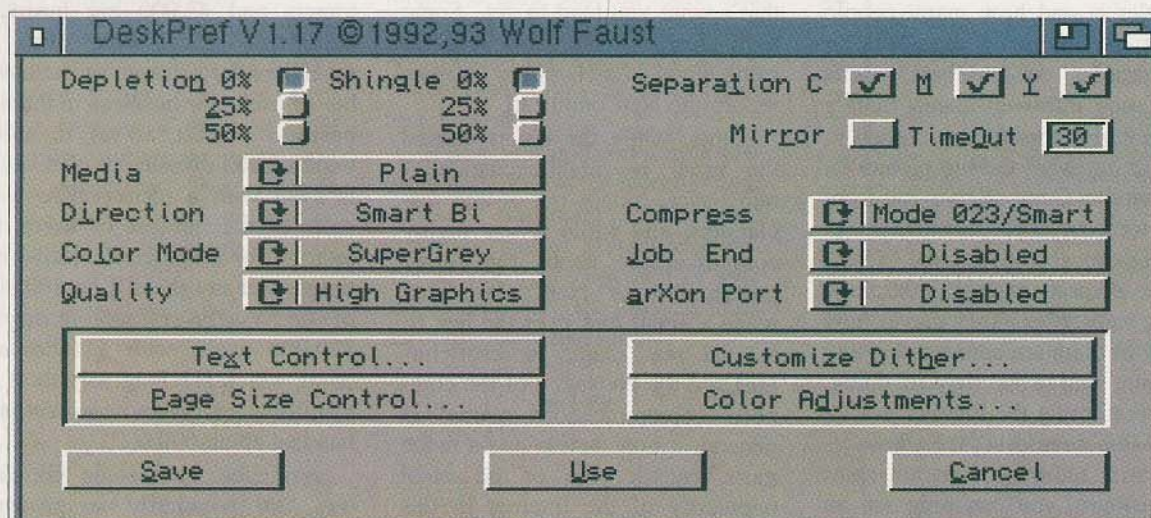 DeskPref V 1.17 ©1992,93 Wolf Faust
Depletion 0% Shingle 0% Separation C M Y
25% 25%
50% 50% Mirror TimeOut 30
Media Plain
Direction Smart Bi Compress Mode 023/Smart
Color Mode SuperGrey Job End Disabled
Quality High Graphics arXon Port Disabled
Text Control... Customize Dither...
Page Size Control... Color Adjustments...
Save Use Cancel